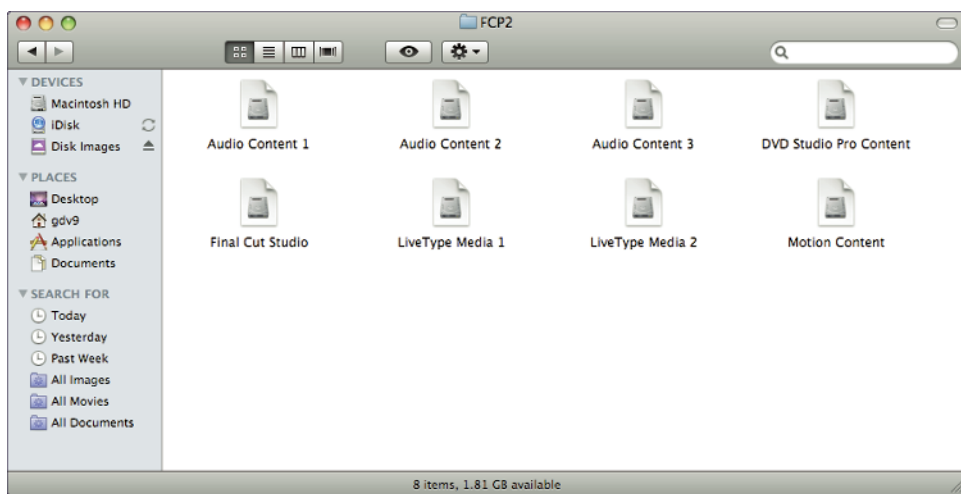 FCP2
DEVICES
Macintosh HD
iDisk
Disk Images
PLACES
Desktop
gdv9
Applications
Documents
SEARCH FOR
Today
Yesterday
Past Week
All Images
All Movies
All Documents
Audio Content 1
Audio Content 2
Audio Content 3
DVD Studio Pro Content
Final Cut Studio
LiveType Media 1
LiveType Media 2
Motion Content
8 items, 1.81 GB available